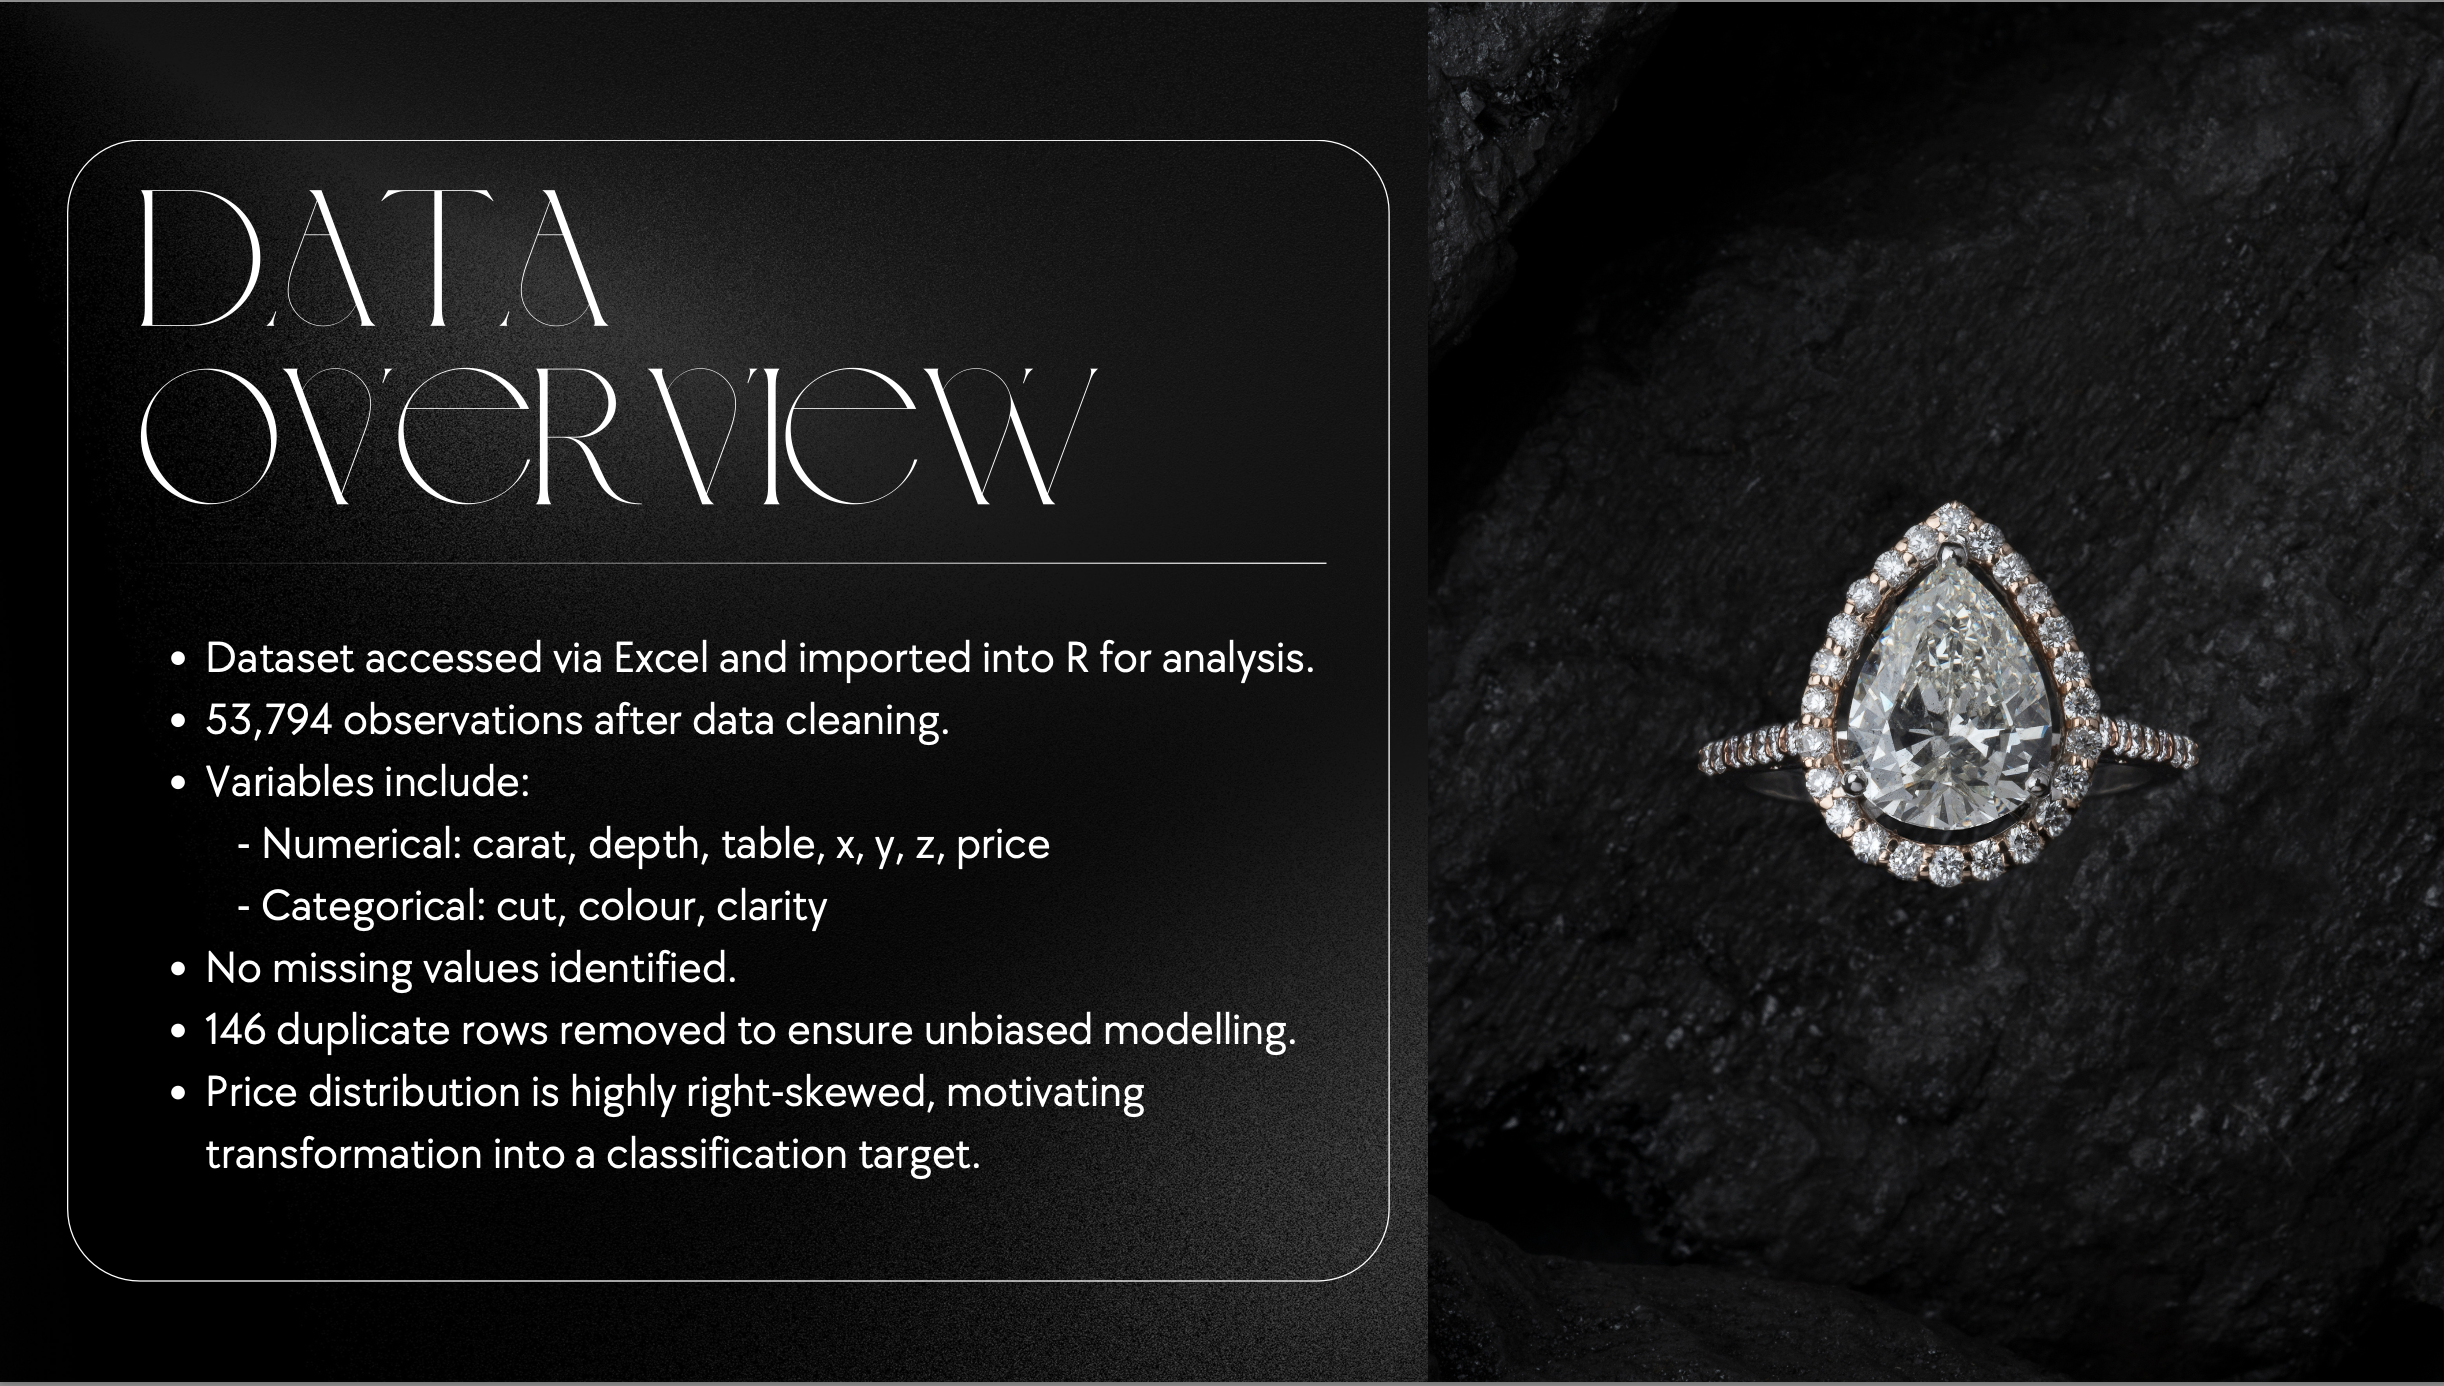 DATA
OVERVIEW
• Dataset accessed via Excel and imported into R for analysis.
• 53,794 observations after data cleaning.
• Variables include:
- Numerical: carat, depth, table, x, y, z, price
- Categorical: cut, colour, clarity
• No missing values identified.
• 146 duplicate rows removed to ensure unbiased modelling.
• Price distribution is highly right-skewed, motivating
transformation into a classification target.